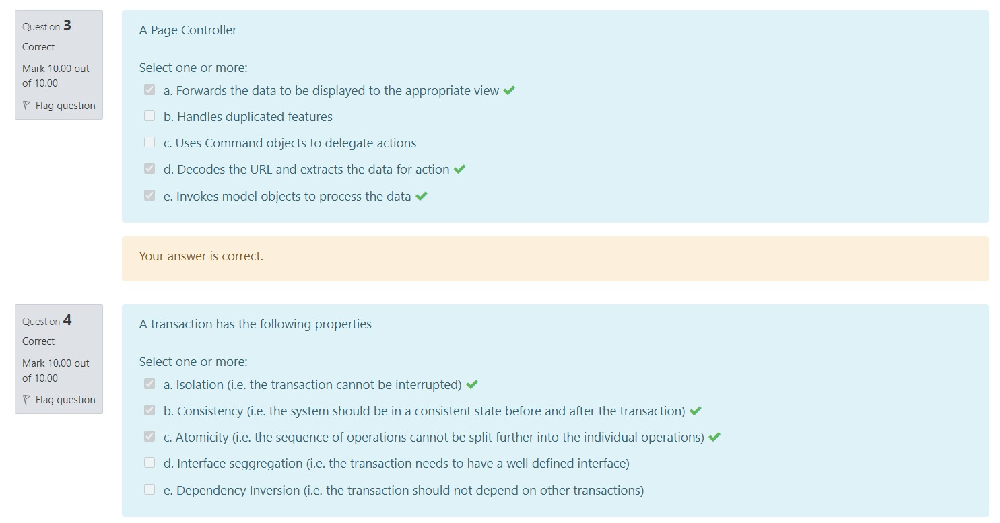 Question 3
Correct
Mark 10.00 out
of 10.00
Flag question
A Page Controller
Select one or more:
a. Forwards the data to be displayed to the appropriate view
b. Handles duplicated features
c. Uses Command objects to delegate actions
d. Decodes the URL and extracts the data for action
e. Invokes model objects to process the data
Your answer is correct.
Question 4
Correct
Mark 10.00 out
of 10.00
Flag question
A transaction has the following properties
Select one or more:
a. Isolation (i.e. the transaction cannot be interrupted)
b. Consistency (i.e. the system should be in a consistent state before and after the transaction)
c. Atomicity (i.e. the sequence of operations cannot be split further into the individual operations)
d. Interface seggregation (i.e. the transaction needs to have a well defined interface)
e. Dependency Inversion (i.e. the transaction should not depend on other transactions)